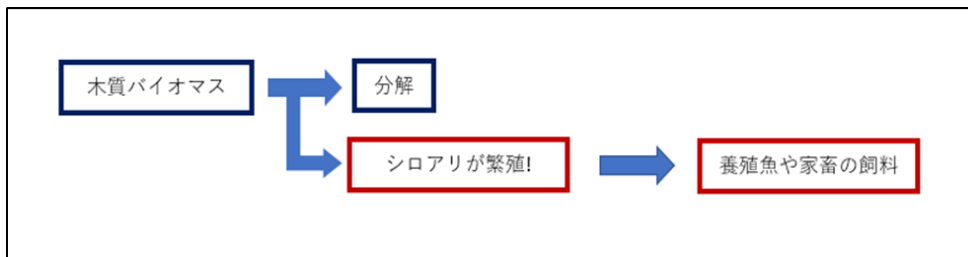 木質バイオマス
分解
シロアリが繁殖!
養殖魚や家畜の飼料